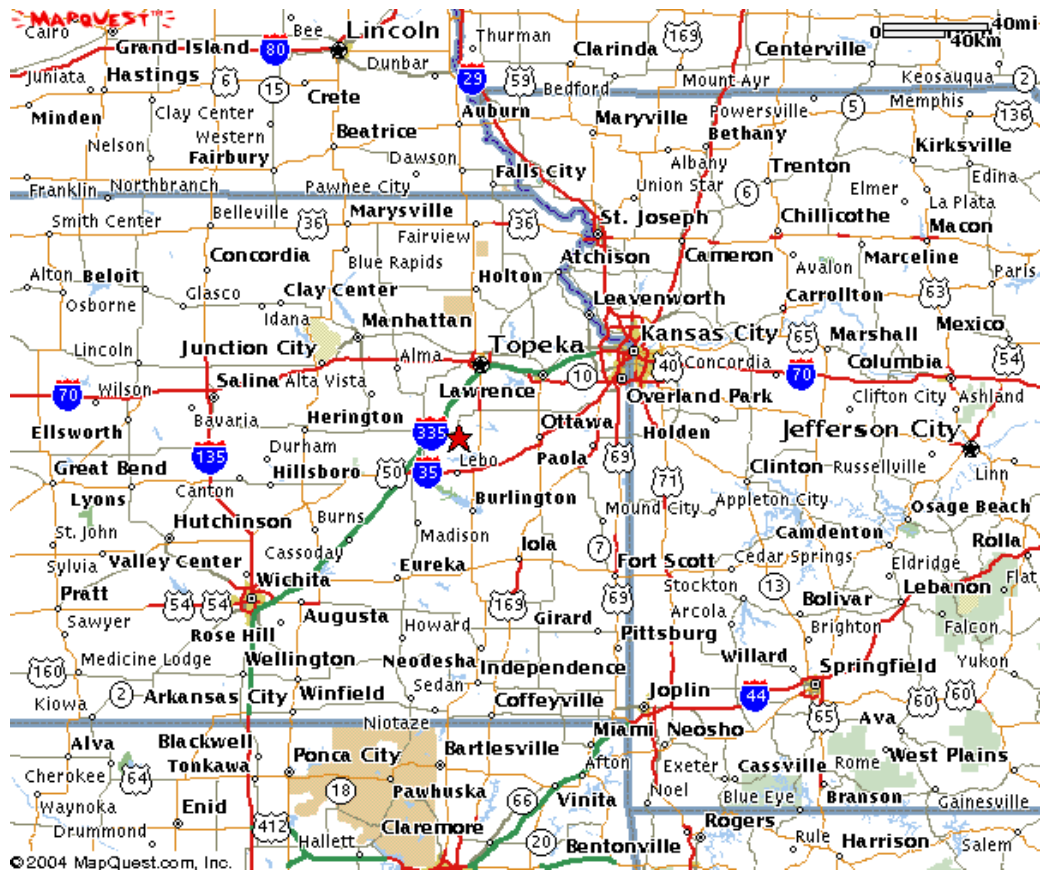 MAPQUEST
40mi
0
40km
Cairo
Bee
Lincoln
Thurman
169
Grand Island
80
Clarinda
Centerville
Juniata
Hastings
6
15
Dunbar
29
59
Bedford
Mount Ayr
Keosauqua
2
Crete
Minden
Clay Center
Auburn
Maryville
Powersville
5
Memphis
136
Western
Beatrice
Bethany
Nelson
Fairbury
Dawson
Albany
Trenton
Kirksville
Falls City
Edina
Franklin
Northbranch
Pawnee City
Union Star
6
Elmer
La Plata
Smith Center
Belleville
36
Marysville
36
St. Joseph
Chillicothe
Macon
Fairview
Concordia
Blue Rapids
Atchison
Cameron
Avalon
Marceline
Alton
Beloit
Holton
Paris
Osborne
Glasco
Clay Center
Leavenworth
Carrollton
63
Idana
Manhattan
Kansas City
65
Marshall
Mexico
Lincoln
Junction City
Alma
Topeka
10
40
Concordia
Columbia
54
70
Wilson
Salina
Alta Vista
Lawrence
70
Overland Park
Clifton City
Ashland
Bavaria
Herington
335
Ottawa
Holden
Jefferson City
Ellsworth
Durham
Lebo
Paola
69
135
Great Bend
Hillsboro
50
35
Clinton
Russellville
Linn
71
Lyons
Canton
Burlington
Mound City
Appleton City
Osage Beach
Hutchinson
Burns
St. John
Madison
Camdenton
Iola
7
Rolla
Cassoday
Cedar Springs
Valley Center
Eureka
Fort Scott
Eldridge
Sylvia
Wichita
Stockton
13
Flat
Pratt
54
54
169
69
Lebanon
Bolivar
Augusta
Girard
Arcola
Sawyer
Howard
Brighton
Falcon
Rose Hill
Pittsburg
Willard
Yukon
Medicine Lodge
Wellington
Neodesha
Independence
Springfield
160
2
Sedan
Joplin
44
60
60
Kiowa
Arkansas City
Winfield
Coffeyville
65
Niotaze
Miami
Neosho
Ava
Alva
Blackwell
Ponca City
Bartlesville
West Plains
Cherokee
64
Tonkawa
Afton
Exeter
Cassville
Rome
18
Pawhuska
66
Vinita
Noel
Blue Eye
Branson
Gainesville
Waynoka
Enid
Drummond
412
Hallett
Claremore
20
Bentonville
Rogers
Rule
Harrison
Salem
©2004 MapQuest.com, Inc.